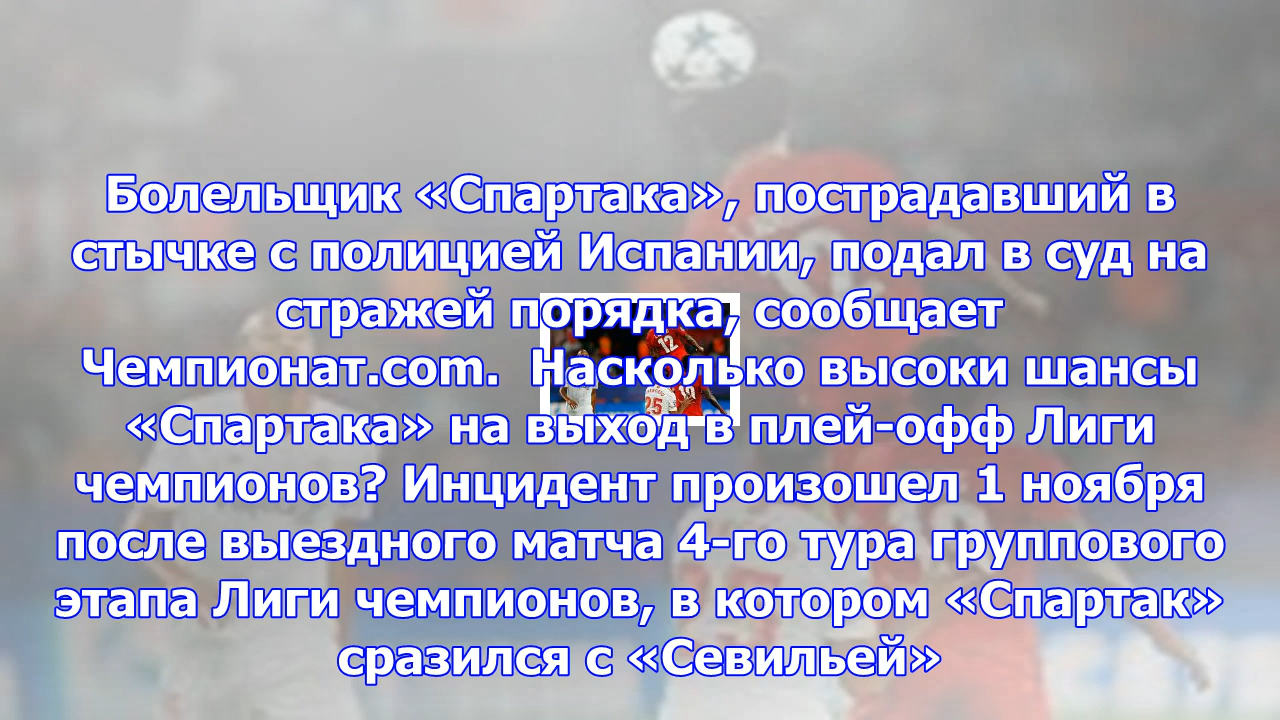 Болельщик «Спартака», пострадавший в
стычке с полицией Испании, подал в суд на
стражей порядка, сообщает
Чемпионат.com.  Насколько высоки шансы
«Спартака» на выход в плей-офф Лиги
чемпионов? Инцидент произошел 1 ноября
после выездного матча 4-го тура группового
этапа Лиги чемпионов, в котором «Спартак»
сразился с «Севильей»
12
25